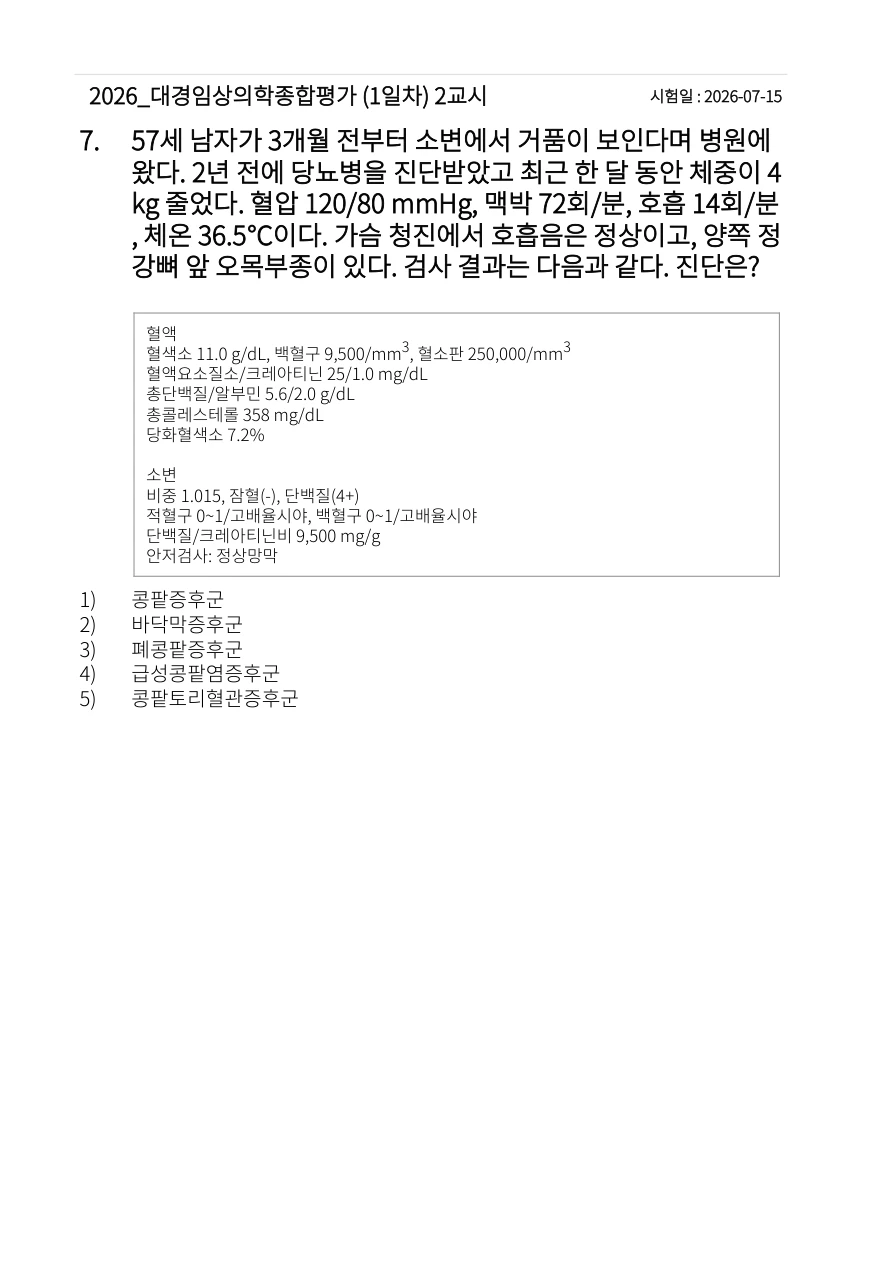 2026_대경임상의학종합평가 (1일차) 2교시
시험일 : 2026-07-15
7. 57세 남자가 3개월 전부터 소변에서 거품이 보인다며 병원에
왔다. 2년 전에 당뇨병을 진단받았고 최근 한 달 동안 체중이 4
kg 줄었다. 혈압 120/80 mmHg, 맥박 72회/분, 호흡 14회/분
, 체온 36.5℃이다. 가슴 청진에서 호흡음은 정상이고, 양쪽 정
강뼈 앞 오목부종이 있다. 검사 결과는 다음과 같다. 진단은?
혈액
혈색소 11.0 g/dL, 백혈구 9,500/mm³, 혈소판 250,000/mm³
혈액요소질소/크레아티닌 25/1.0 mg/dL
총단백질/알부민 5.6/2.0 g/dL
총콜레스테롤 358 mg/dL
당화혈색소 7.2%
소변
비중 1.015, 잠혈(-), 단백질(4+)
적혈구 0~1/고배율시야, 백혈구 0~1/고배율시야
단백질/크레아티닌비 9,500 mg/g
안저검사: 정상망막
1) 콩팥증후군
2) 바닥막증후군
3) 폐콩팥증후군
4) 급성콩팥염증후군
5) 콩팥토리혈관증후군